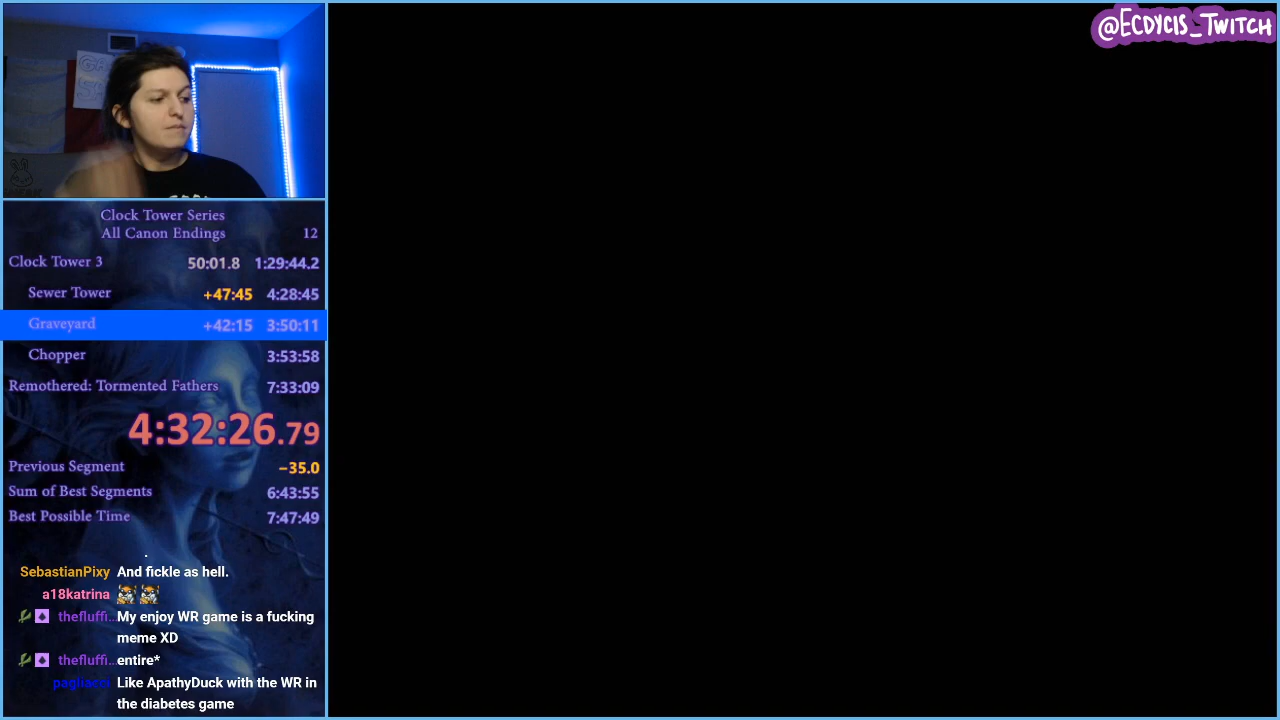 @Ecdycis_Twitch
Clock Tower Series
All Canon Endings 12
Clock Tower 3 50:01.8 1:29:44.2
Sewer Tower +47:45 4:28:45
Graveyard +42:15 3:50:11
Chopper 3:53:58
Remothered: Tormented Fathers 7:33:09
4:32:26.79
Previous Segment −35.0
Sum of Best Segments 6:43:55
Best Possible Time 7:47:49
SebastianPixy And fickle as hell.
a18katrina
thefluffi... My enjoy WR game is a fucking
meme XD
thefluffi... entire*
pagliacci Like ApathyDuck with the WR in
the diabetes game